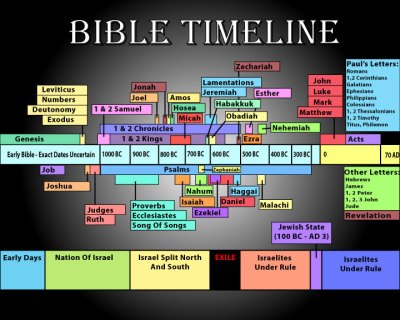 BIBLE TIMELINE
Zechariah
Paul's Letters:
Romans
1, 2 Corinthians
Galatians
Ephesians
Philippians
Colossians
1, 2 Thessalonians
1, 2 Timothy
Titus, Philemon
Leviticus
Numbers
Deutonomy
Exodus
Jonah
Joel
Amos
Hosea
Micah
Lamentations
Jeremiah
Habakkuk
Obadiah
Esther
John
Luke
Mark
Matthew
1 & 2 Samuel
1 & 2 Chronicles
1 & 2 Kings
Nehemiah
Genesis
Ezra
Acts
Early Bible - Exact Dates Uncertain
1000 BC
900 BC
800 BC
700 BC
600 BC
500 BC
400 BC
300 BC
0
70 AD
Job
Psalms
Zephaniah
Joshua
Judges
Ruth
Proverbs
Ecclesiastes
Song Of Songs
Nahum
Isaiah
Ezekiel
Daniel
Haggai
Malachi
Other Letters:
Hebrews
James
1, 2 Peter
1, 2, 3 John
Jude
Revelation
Jewish State
(100 BC - AD 3)
Early Days
Nation Of Israel
Israel Split North
And South
EXILE
Israelites
Under Rule
Israelites
Under Rule